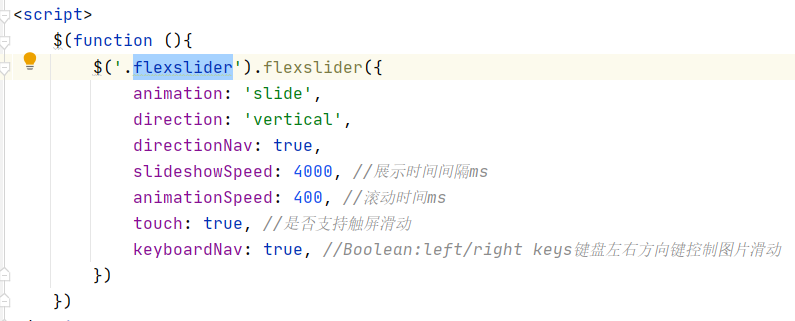 <script>
$(function (){
$('.flexslider').flexslider({
animation: 'slide',
direction: 'vertical',
directionNav: true,
slideshowSpeed: 4000, //展示时间间隔ms
animationSpeed: 400, //滚动时间ms
touch: true, //是否支持触屏滑动
keyboardNav: true, //Boolean:left/right keys键盘左右方向键控制图片滑动
})
})